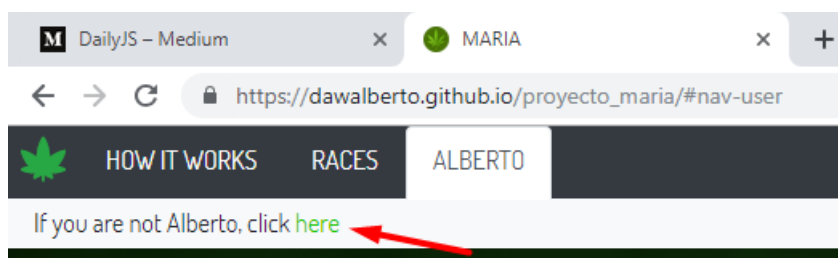 M DailyJS – Medium × MARIA × +
https://dawalberto.github.io/proyecto_maria/#nav-user
HOW IT WORKS RACES ALBERTO
If you are not Alberto, click here